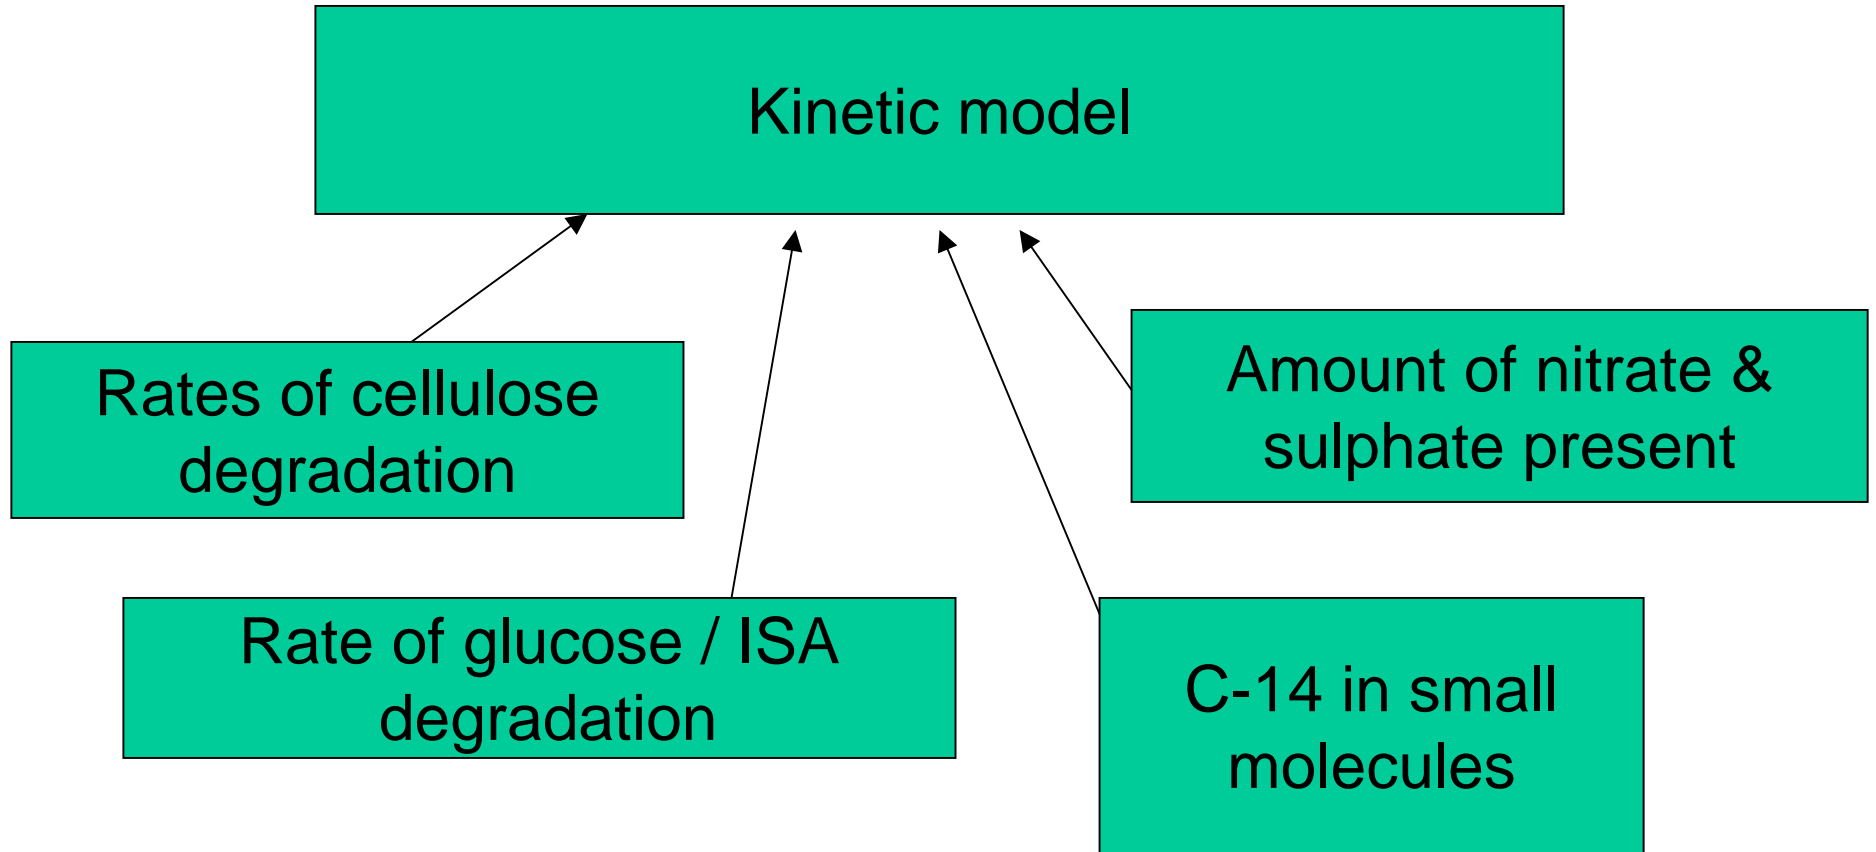 Kinetic model
Rates of cellulose
degradation
Amount of nitrate &
sulphate present
Rate of glucose / ISA
degradation
C-14 in small
molecules